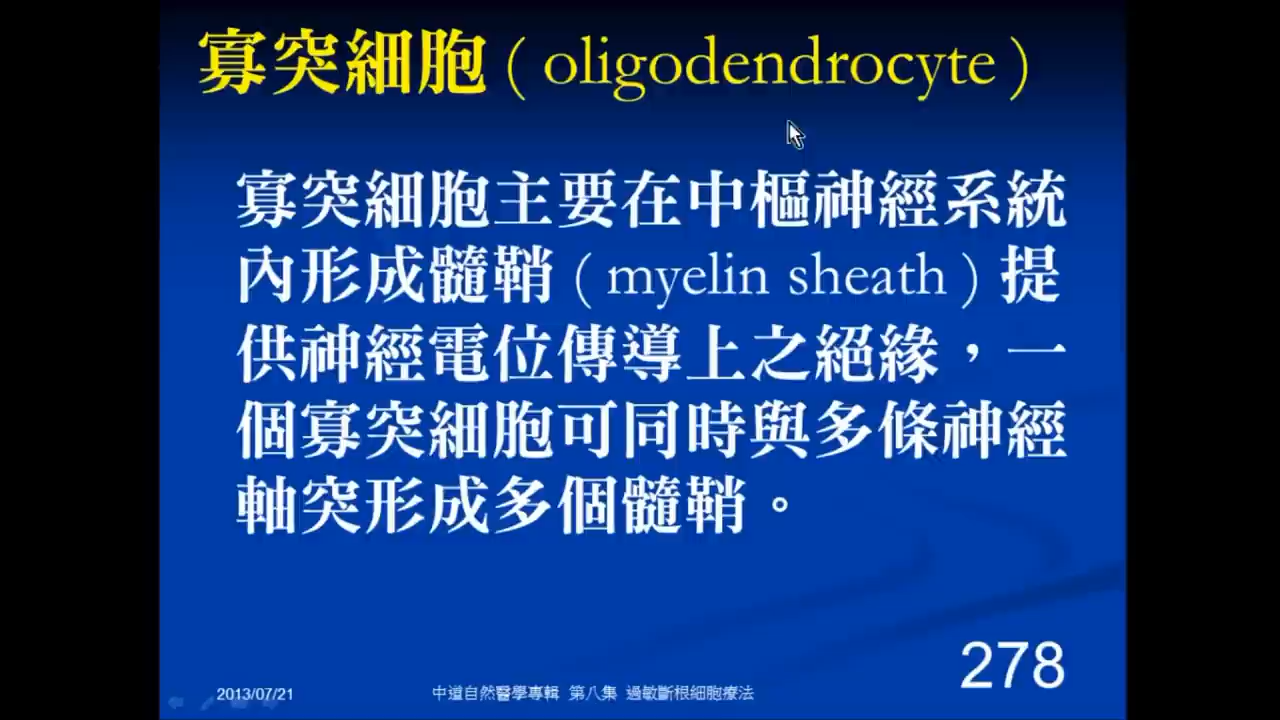 寡突細胞 ( oligodendrocyte )
寡突細胞主要在中樞神經系統
內形成髓鞘 ( myelin sheath ) 提
供神經電位傳導上之絕緣，一
個寡突細胞可同時與多條神經
軸突形成多個髓鞘。
278
2013/07/21 中道自然醫學專輯 第八集 過敏斷根細胞療法